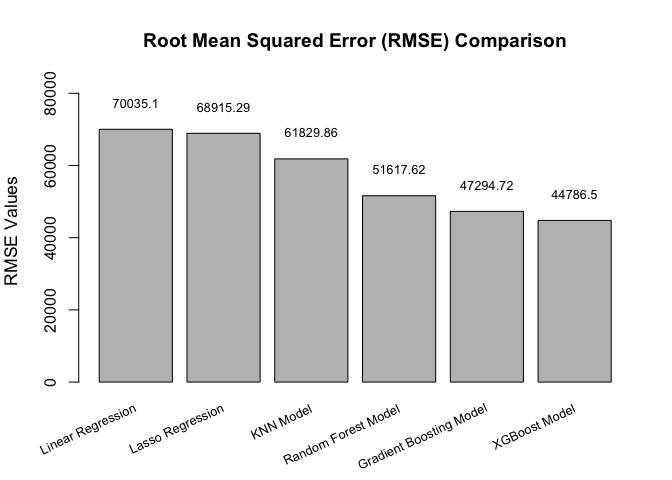 Root Mean Squared Error (RMSE) Comparison
RMSE Values
80000
60000
40000
20000
0
70035.1
68915.29
61829.86
51617.62
47294.72
44786.5
Linear Regression
Lasso Regression
KNN Model
Random Forest Model
Gradient Boosting Model
XGBoost Model